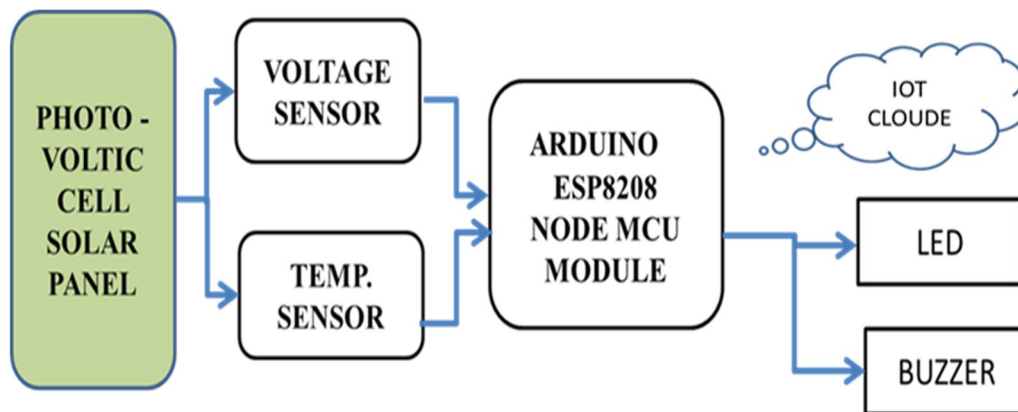 PHOTO -
VOLTIC
CELL
SOLAR
PANEL
VOLTAGE
SENSOR
TEMP.
SENSOR
ARDUINO
ESP8208
NODE MCU
MODULE
IOT
CLOUDE
LED
BUZZER